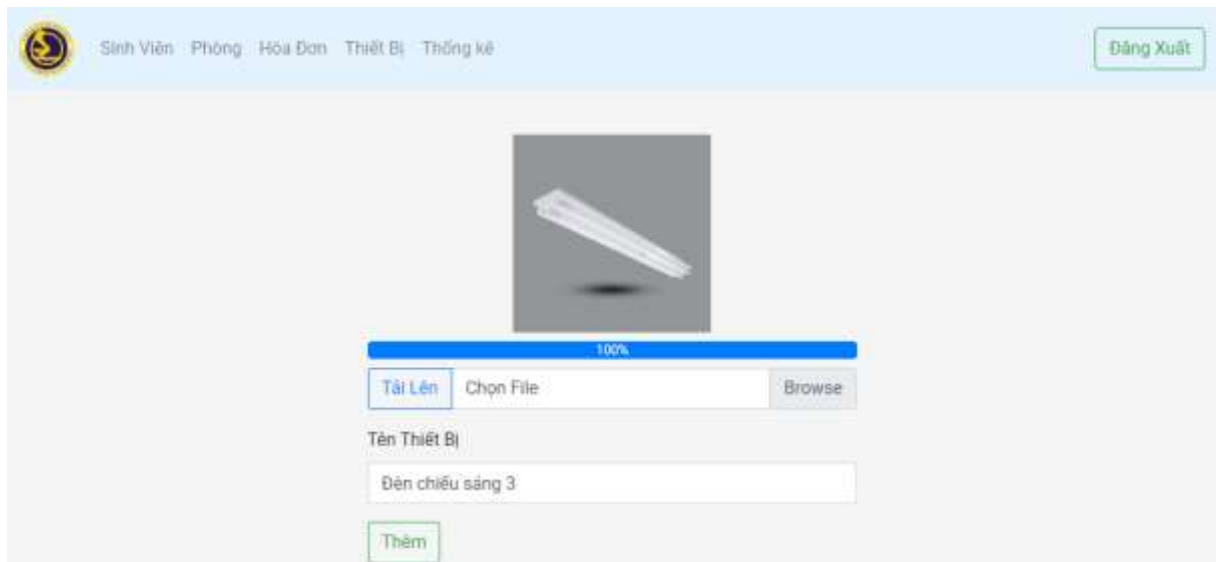 Sinh Viên Phòng Hóa Đơn Thiết Bị Thống kê Đăng Xuất
100%
Tải Lên Chọn File Browse
Tên Thiết Bị
Đèn chiếu sáng 3
Thêm